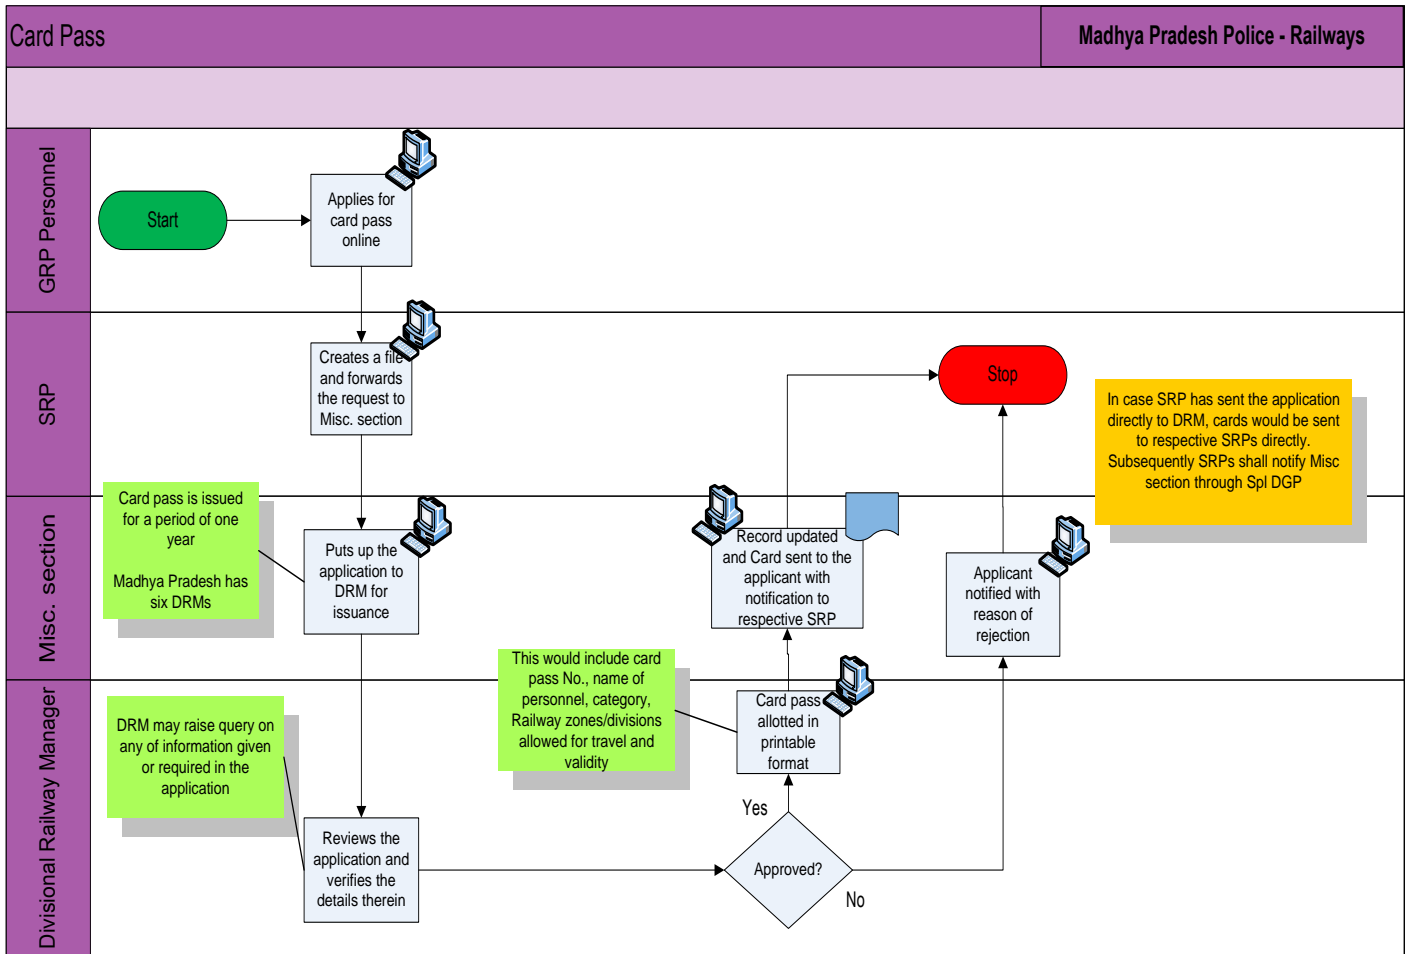 Card Pass
Madhya Pradesh Police - Railways
GRP Personnel
Start
Applies for
card pass
online
SRP
Creates a file
and forwards
the request to
Misc. section
Stop
In case SRP has sent the application
directly to DRM, cards would be sent
to respective SRPs directly.
Subsequently SRPs shall notify Misc
section through Spl DGP
Misc. section
Card pass is issued
for a period of one
year
Madhya Pradesh has
six DRMs
Puts up the
application to
DRM for
issuance
Record updated
and Card sent to the
applicant with
notification to
respective SRP
Applicant
notified with
reason of
rejection
Divisional Railway Manager
This would include card
pass No., name of
personnel, category,
Railway zones/divisions
allowed for travel and
validity
Card pass
allotted in
printable
format
DRM may raise query on
any of information given
or required in the
application
Reviews the
application and
verifies the
details therein
Yes
Approved?
No